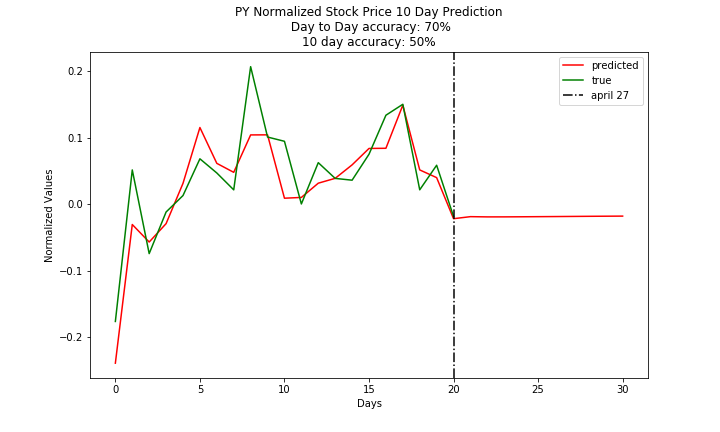 PY Normalized Stock Price 10 Day Prediction
Day to Day accuracy: 70%
10 day accuracy: 50%
predicted
true
april 27
Normalized Values
0.2
0.1
0.0
−0.1
−0.2
0 5 10 15 20 25 30
Days